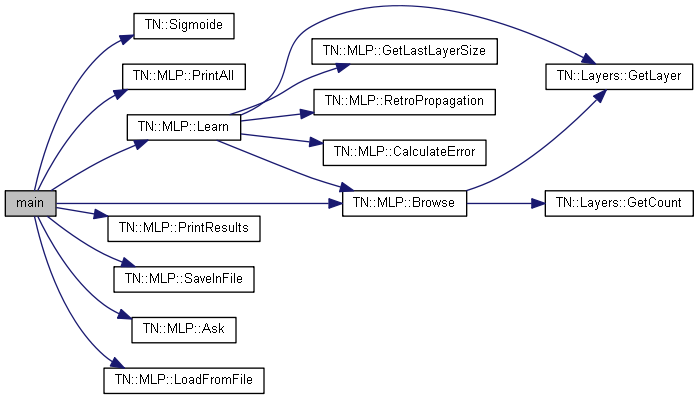 main
TN::Sigmoide
TN::MLP::PrintAll
TN::MLP::Learn
TN::MLP::PrintResults
TN::MLP::SaveInFile
TN::MLP::Ask
TN::MLP::LoadFromFile
TN::MLP::GetLastLayerSize
TN::MLP::RetroPropagation
TN::MLP::CalculateError
TN::MLP::Browse
TN::Layers::GetLayer
TN::Layers::GetCount